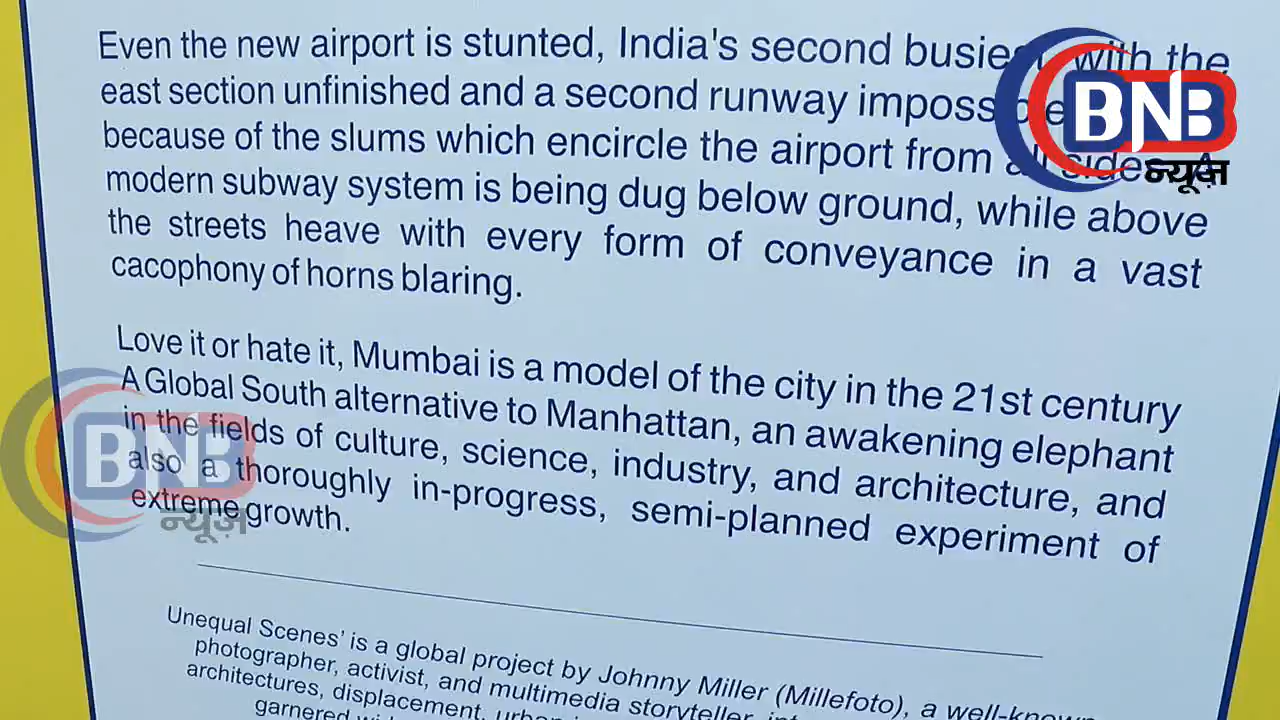 Even the new airport is stunted, India's second busiest, with the
east section unfinished and a second runway impossible
because of the slums which encircle the airport from all sides. A
modern subway system is being dug below ground, while above
the streets heave with every form of conveyance in a vast
cacophony of horns blaring.
Love it or hate it, Mumbai is a model of the city in the 21st century
A Global South alternative to Manhattan, an awakening elephant
in the fields of culture, science, industry, and architecture, and
also a thoroughly in-progress, semi-planned experiment of
extreme growth.
Unequal Scenes' is a global project by Johnny Miller (Millefoto), a well-known
photographer, activist, and multimedia storyteller
architectures, displacement,
garnered
BNB
न्यूज़
BNB
न्यूज़